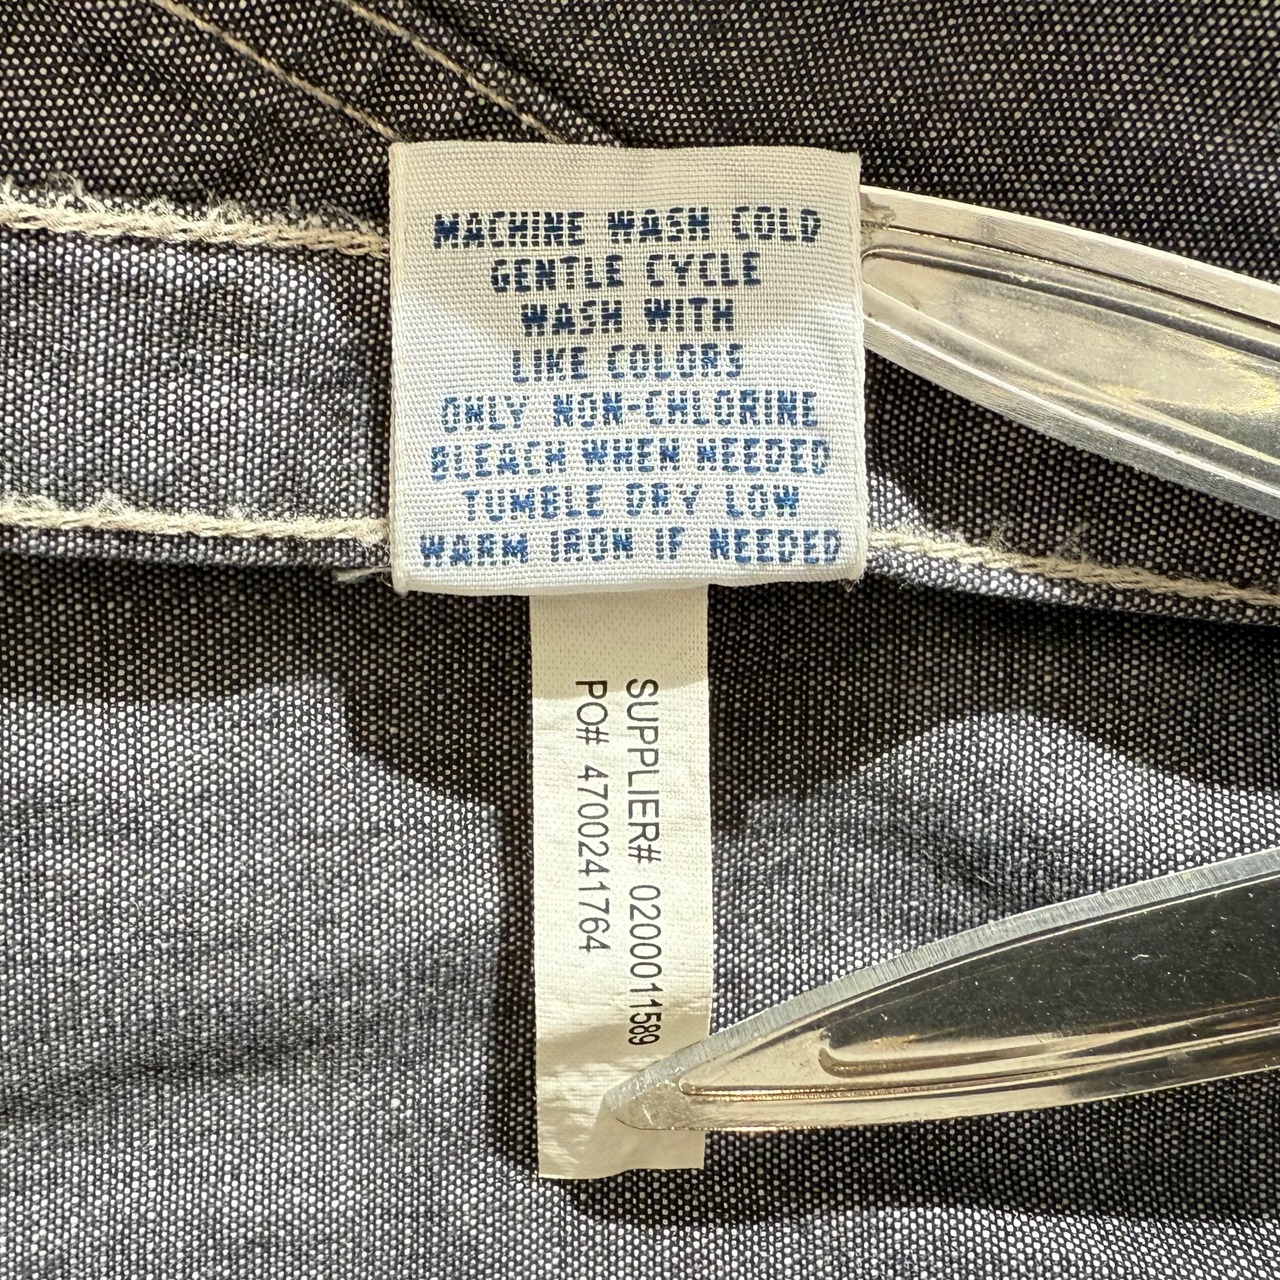 MACHINE WASH COLD
GENTLE CYCLE
WASH WITH
LIKE COLORS
ONLY NON-CHLORINE
BLEACH WHEN NEEDED
TUMBLE DRY LOW
WARM IRON IF NEEDED
SUPPLIER# 0200011589
PO# 4700241764